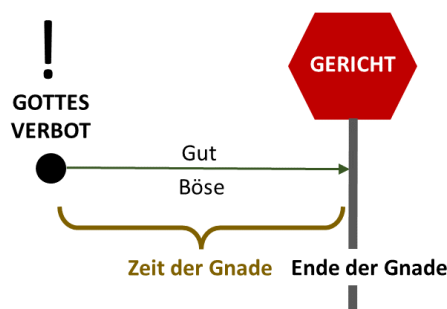 !
GOTTES
VERBOT
GERICHT
Gut
Böse
Zeit der Gnade
Ende der Gnade